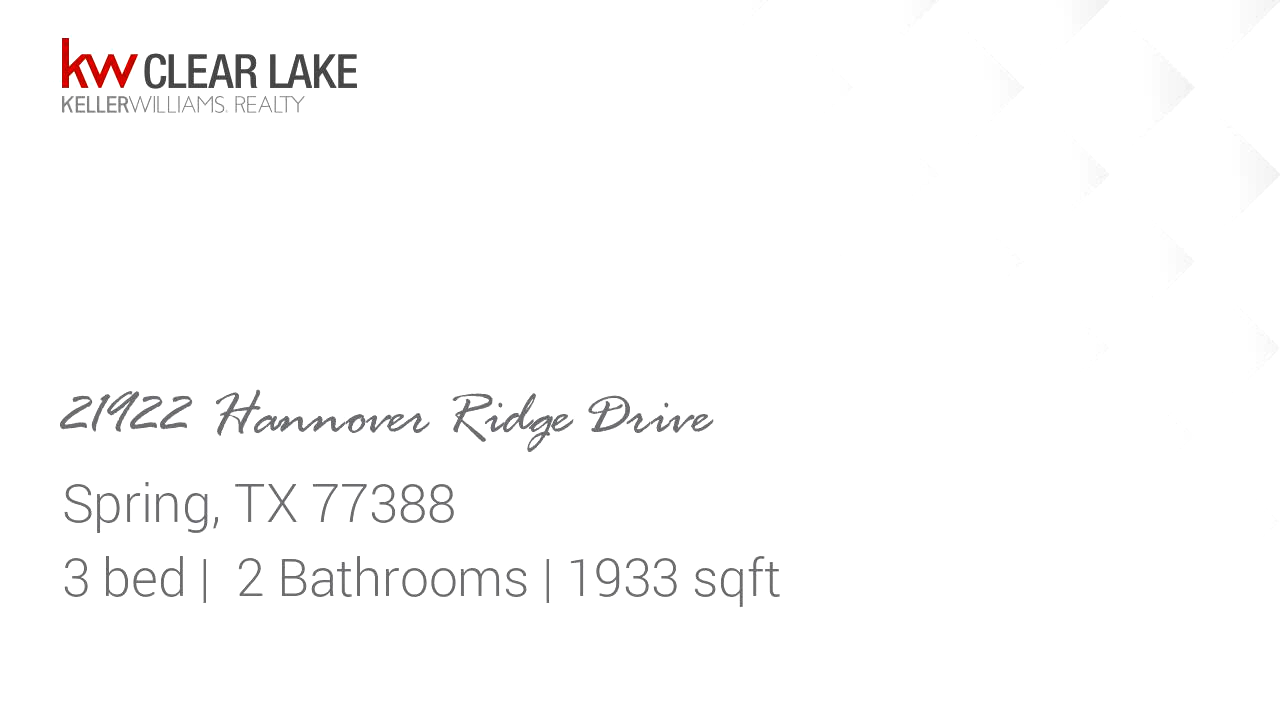 kw CLEAR LAKE
KELLERWILLIAMS. REALTY
21922 Hannover Ridge Drive
Spring, TX 77388
3 bed | 2 Bathrooms | 1933 sqft